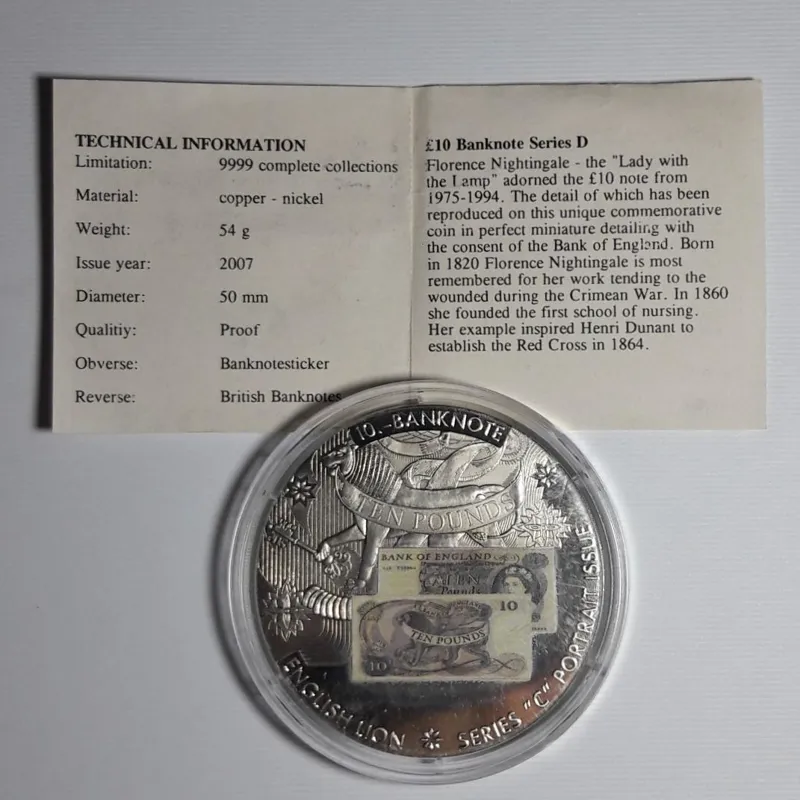 TECHNICAL INFORMATION
Limitation: 9999 complete collections
Material: copper - nickel
Weight: 54 g
Issue year: 2007
Diameter: 50 mm
Qualitiy: Proof
Obverse: Banknotesticker
Reverse: British Banknotes
£10 Banknote Series D
Florence Nightingale - the "Lady with
the Lamp" adorned the £10 note from
1975-1994. The detail of which has been
reproduced on this unique commemorative
coin in perfect miniature detailing with
the consent of the Bank of England. Born
in 1820 Florence Nightingale is most
remembered for her work tending to the
wounded during the Crimean War. In 1860
she founded the first school of nursing.
Her example inspired Henri Dunant to
establish the Red Cross in 1864.
10.-BANKNOTE
TEN POUNDS
BANK OF ENGLAND
Pounds
10
TEN POUNDS
10
ENGLISH LION * SERIES "C" PORTRAIT ISSUE